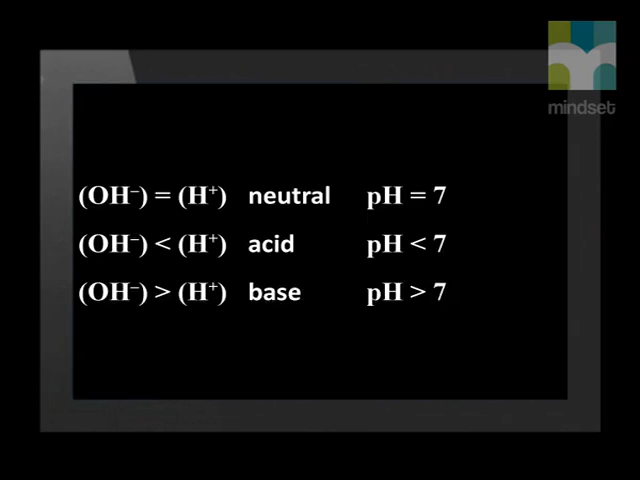 mindset
(OH⁻) = (H⁺) neutral pH = 7
(OH⁻) < (H⁺) acid pH < 7
(OH⁻) > (H⁺) base pH > 7